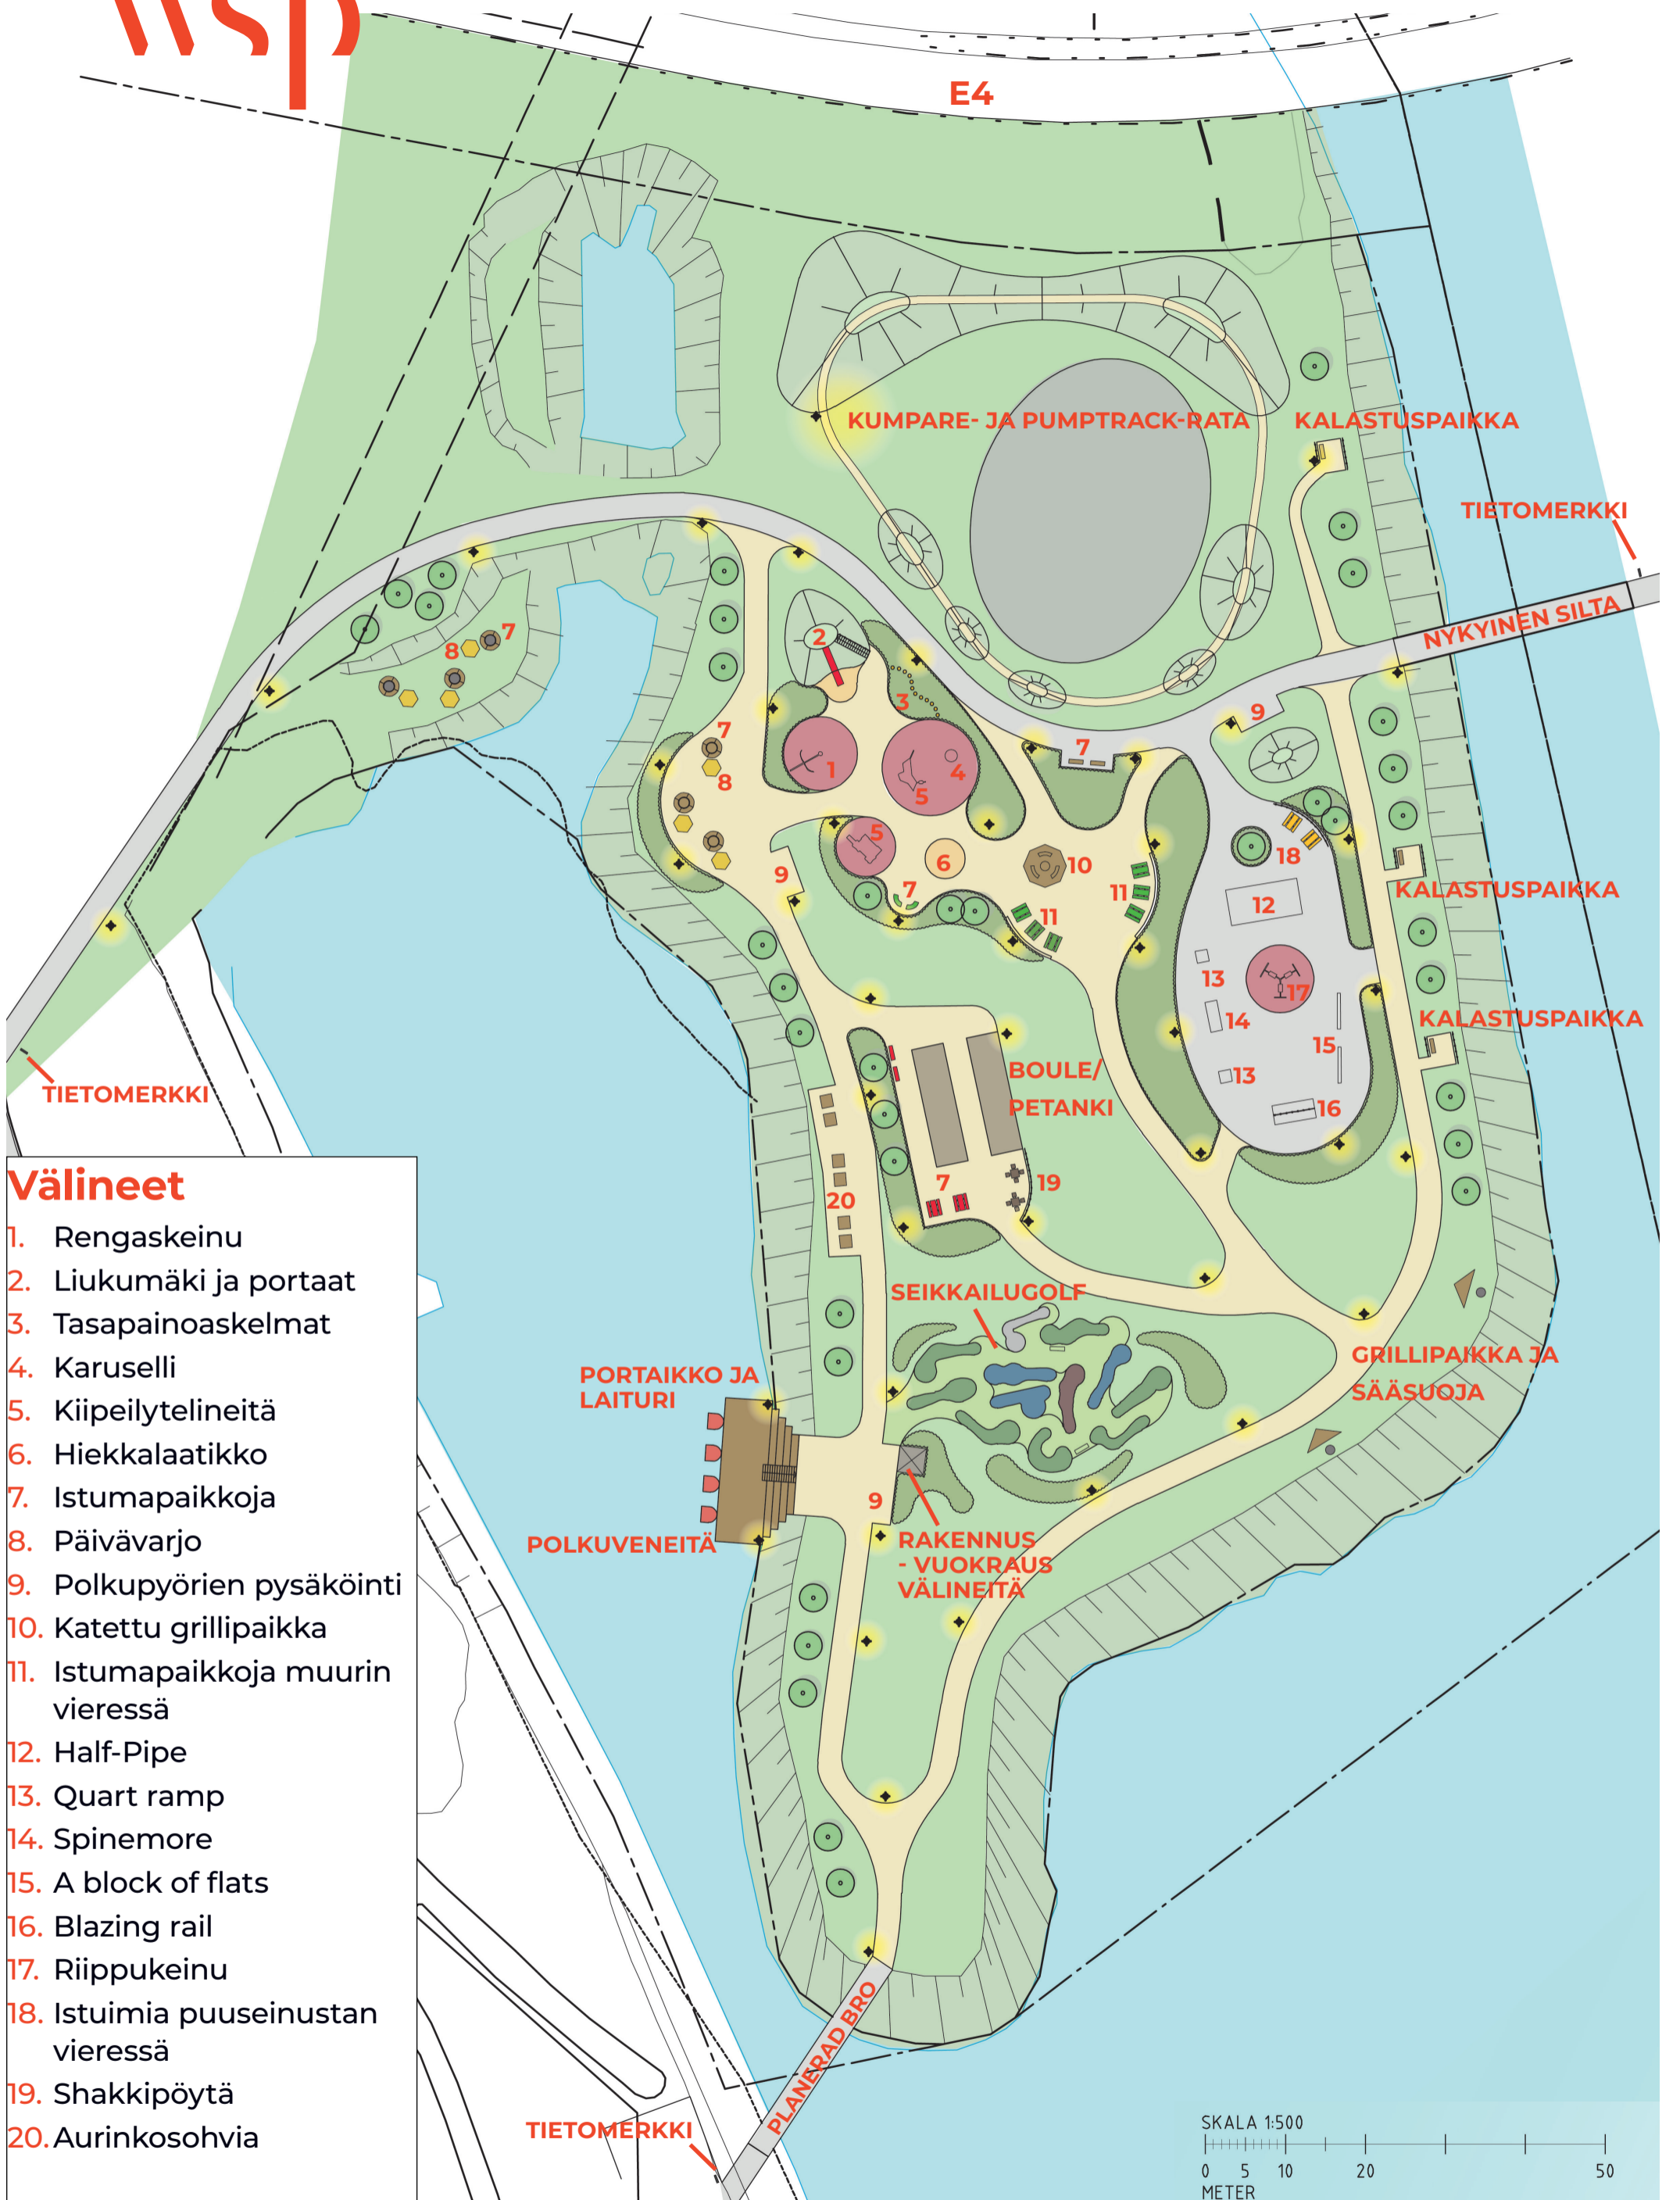 wsp
E4
KUMPARE- JA PUMPTRACK-RATA
KALASTUSPAIKKA
TIETOMERKKI
NYKYINEN SILTA
2
7
8
3
9
7
7
1
4
8
5
5
6
10
18
9
7
11
11
12
KALASTUSPAIKKA
13
17
14
KALASTUSPAIKKA
15
BOULE/
PETANKI
13
16
TIETOMERKKI
7
19
20
SEIKKAILUGOLF
GRILLIPAIKKA JA
SÄÄSUOJA
PORTAIKKO JA
LAITURI
9
POLKUVENEITÄ
RAKENNUS
- VUOKRAUS
VÄLINEITÄ
PLANERAD BRO
TIETOMERKKI
Välineet
1. Rengaskeinu
2. Liukumäki ja portaat
3. Tasapainoaskelmat
4. Karuselli
5. Kiipeilytelineitä
6. Hiekkalaatikko
7. Istumapaikkoja
8. Päivävarjo
9. Polkupyörien pysäköinti
10. Katettu grillipaikka
11. Istumapaikkoja muurin
vieressä
12. Half-Pipe
13. Quart ramp
14. Spinemore
15. A block of flats
16. Blazing rail
17. Riippukeinu
18. Istuimia puuseinustan
vieressä
19. Shakkipöytä
20. Aurinkosohvia
SKALA 1:500
0 5 10 20 50
METER